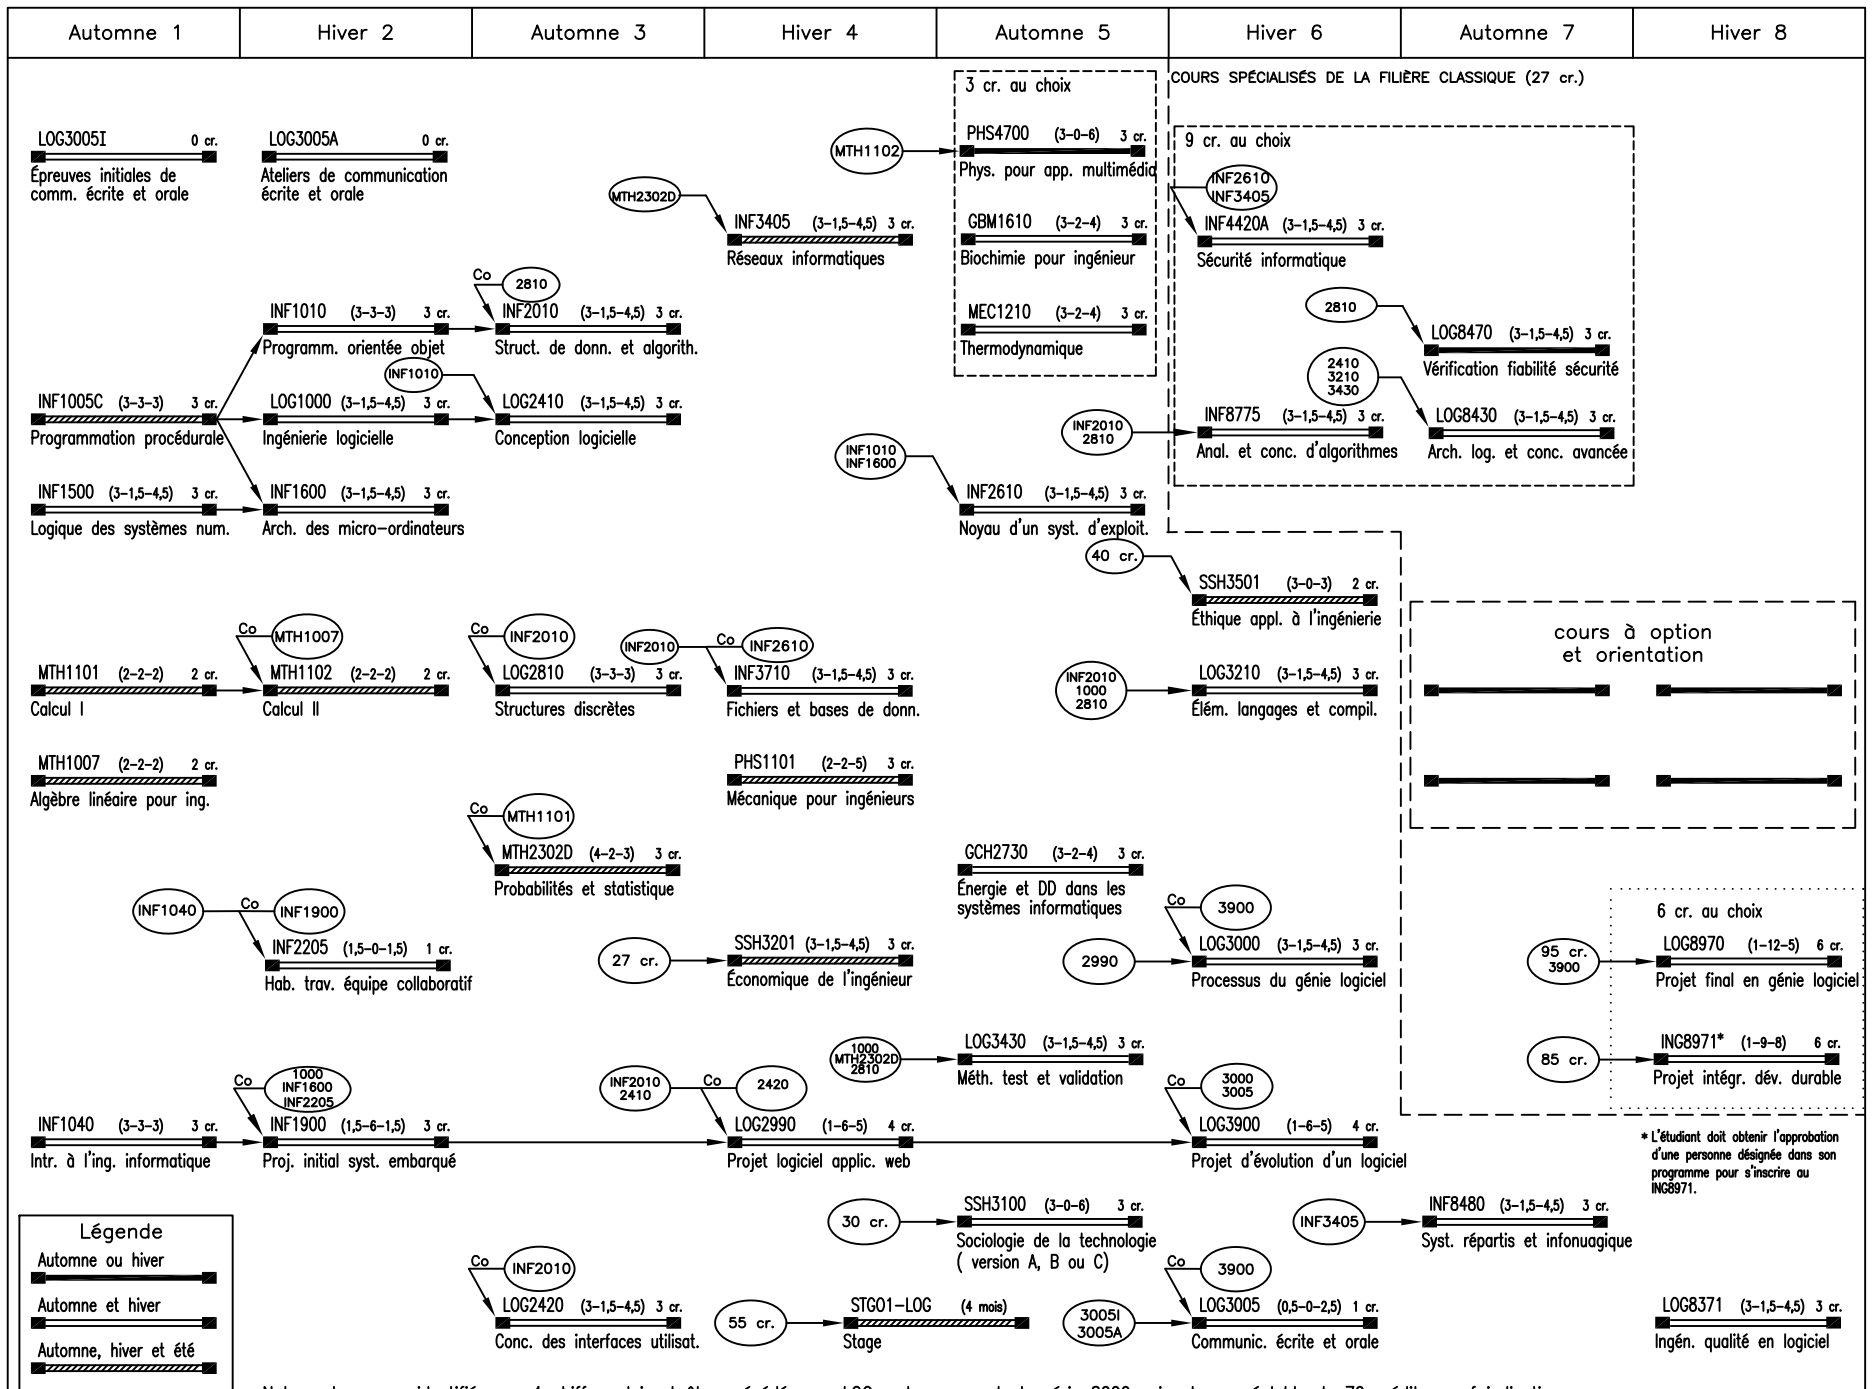 Automne 1
Hiver 2
Automne 3
Hiver 4
Automne 5
Hiver 6
Automne 7
Hiver 8
COURS SPÉCIALISÉS DE LA FILIÈRE CLASSIQUE (27 cr.)
3 cr. au choix
LOG3005I 0 cr.
Épreuves initiales de
comm. écrite et orale
LOG3005A 0 cr.
Ateliers de communication
écrite et orale
MTH1102
PHS4700 (3-0-6) 3 cr.
Phys. pour app. multimédia
9 cr. au choix
INF2610
INF3405
INF4420A (3-1,5-4,5) 3 cr.
Sécurité informatique
MTH2302D
INF3405 (3-1,5-4,5) 3 cr.
Réseaux informatiques
GBM1610 (3-2-4) 3 cr.
Biochimie pour ingénieur
Co
2810
INF1010 (3-3-3) 3 cr.
Programm. orientée objet
INF2010 (3-1,5-4,5) 3 cr.
Struct. de donn. et algorith.
MEC1210 (3-2-4) 3 cr.
Thermodynamique
2810
LOG8470 (3-1,5-4,5) 3 cr.
Vérification fiabilité sécurité
INF1010
2410
3210
3430
INF1005C (3-3-3) 3 cr.
Programmation procédurale
LOG1000 (3-1,5-4,5) 3 cr.
Ingénierie logicielle
LOG2410 (3-1,5-4,5) 3 cr.
Conception logicielle
INF2010
2810
INF8775 (3-1,5-4,5) 3 cr.
Anal. et conc. d'algorithmes
LOG8430 (3-1,5-4,5) 3 cr.
Arch. log. et conc. avancée
INF1010
INF1600
INF1500 (3-1,5-4,5) 3 cr.
Logique des systèmes num.
INF1600 (3-1,5-4,5) 3 cr.
Arch. des micro-ordinateurs
INF2610 (3-1,5-4,5) 3 cr.
Noyau d'un syst. d'exploit.
40 cr.
SSH3501 (3-0-3) 2 cr.
Éthique appl. à l'ingénierie
cours à option
et orientation
Co
MTH1007
Co
INF2010
INF2010
Co
INF2610
MTH1101 (2-2-2) 2 cr.
Calcul I
MTH1102 (2-2-2) 2 cr.
Calcul II
LOG2810 (3-3-3) 3 cr.
Structures discrètes
INF3710 (3-1,5-4,5) 3 cr.
Fichiers et bases de donn.
INF2010
1000
2810
LOG3210 (3-1,5-4,5) 3 cr.
Élém. langages et compil.
MTH1007 (2-2-2) 2 cr.
Algèbre linéaire pour ing.
PHS1101 (2-2-5) 3 cr.
Mécanique pour ingénieurs
Co
MTH1101
MTH2302D (4-2-3) 3 cr.
Probabilités et statistique
GCH2730 (3-2-4) 3 cr.
Énergie et DD dans les
systèmes informatiques
INF1040
Co
INF1900
INF2205 (1,5-0-1,5) 1 cr.
Hab. trav. équipe collaboratif
27 cr.
SSH3201 (3-1,5-4,5) 3 cr.
Économique de l'ingénieur
2990
Co
3900
LOG3000 (3-1,5-4,5) 3 cr.
Processus du génie logiciel
95 cr.
3900
6 cr. au choix
LOG8970 (1-12-5) 6 cr.
Projet final en génie logiciel
1000
MTH2302D
2810
LOG3430 (3-1,5-4,5) 3 cr.
Méth. test et validation
85 cr.
ING8971* (1-9-8) 6 cr.
Projet intégr. dév. durable
Co
1000
INF1600
INF2205
INF2010
2410
Co
2420
Co
3000
3005
INF1040 (3-3-3) 3 cr.
Intr. à l'ing. informatique
INF1900 (1,5-6-1,5) 3 cr.
Proj. initial syst. embarqué
LOG2990 (1-6-5) 4 cr.
Projet logiciel applic. web
LOG3900 (1-6-5) 4 cr.
Projet d'évolution d'un logiciel
* L'étudiant doit obtenir l'approbation
d'une personne désignée dans son
programme pour s'inscrire au
ING8971.
30 cr.
SSH3100 (3-0-6) 3 cr.
Sociologie de la technologie
( version A, B ou C)
INF3405
INF8480 (3-1,5-4,5) 3 cr.
Syst. répartis et infonuagique
Légende
Automne ou hiver
Automne et hiver
Automne, hiver et été
Co
INF2010
LOG2420 (3-1,5-4,5) 3 cr.
Conc. des interfaces utilisat.
55 cr.
STG01-LOG (4 mois)
Stage
3005I
3005A
Co
3900
LOG3005 (0,5-0-2,5) 1 cr.
Communic. écrite et orale
LOG8371 (3-1,5-4,5) 3 cr.
Ingén. qualité en logiciel